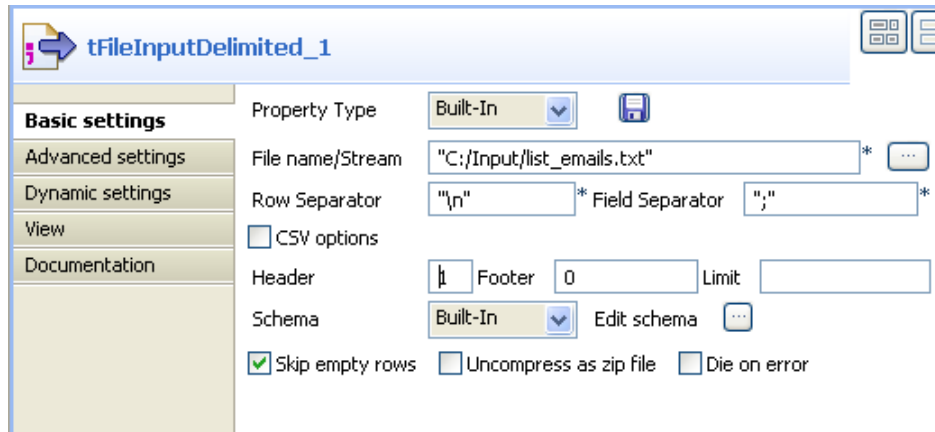 tFileInputDelimited_1
Basic settings
Advanced settings
Dynamic settings
View
Documentation
Property Type Built-In
File name/Stream "C:/Input/list_emails.txt" * ...
Row Separator "\n" * Field Separator ";" *
CSV options
Header 1 Footer 0 Limit
Schema Built-In Edit schema ...
Skip empty rows Uncompress as zip file Die on error